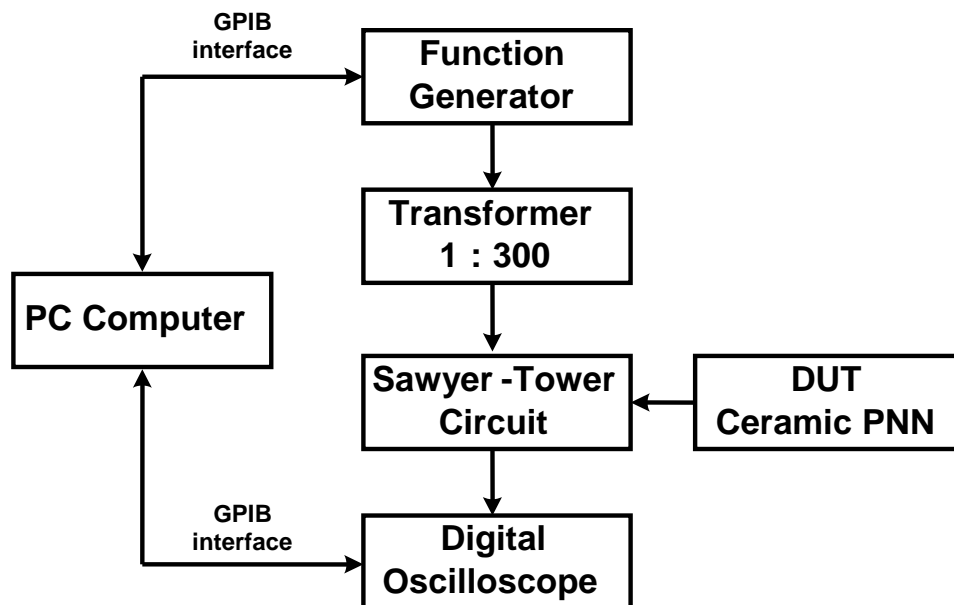 GPIB
interface
Function
Generator
Transformer
1 : 300
PC Computer
Sawyer -Tower
Circuit
DUT
Ceramic PNN
GPIB
interface
Digital
Oscilloscope